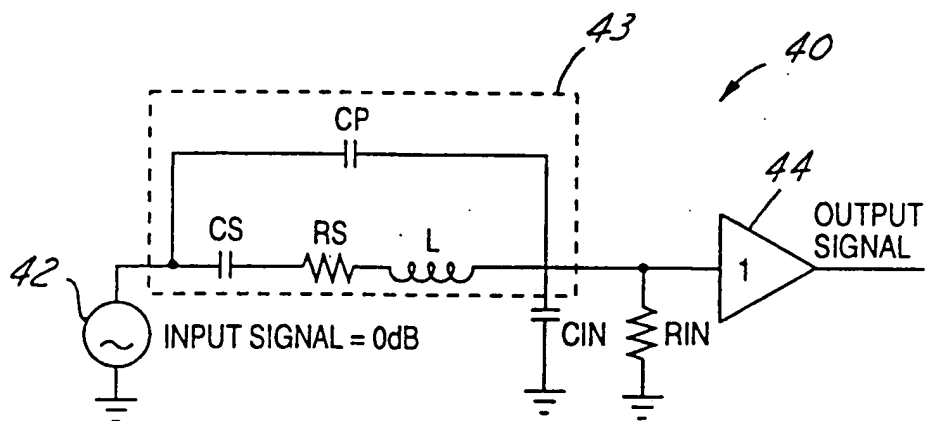 43
40
CP
44
OUTPUT
SIGNAL
CS
RS
L
1
42
INPUT SIGNAL = 0dB
CIN
RIN